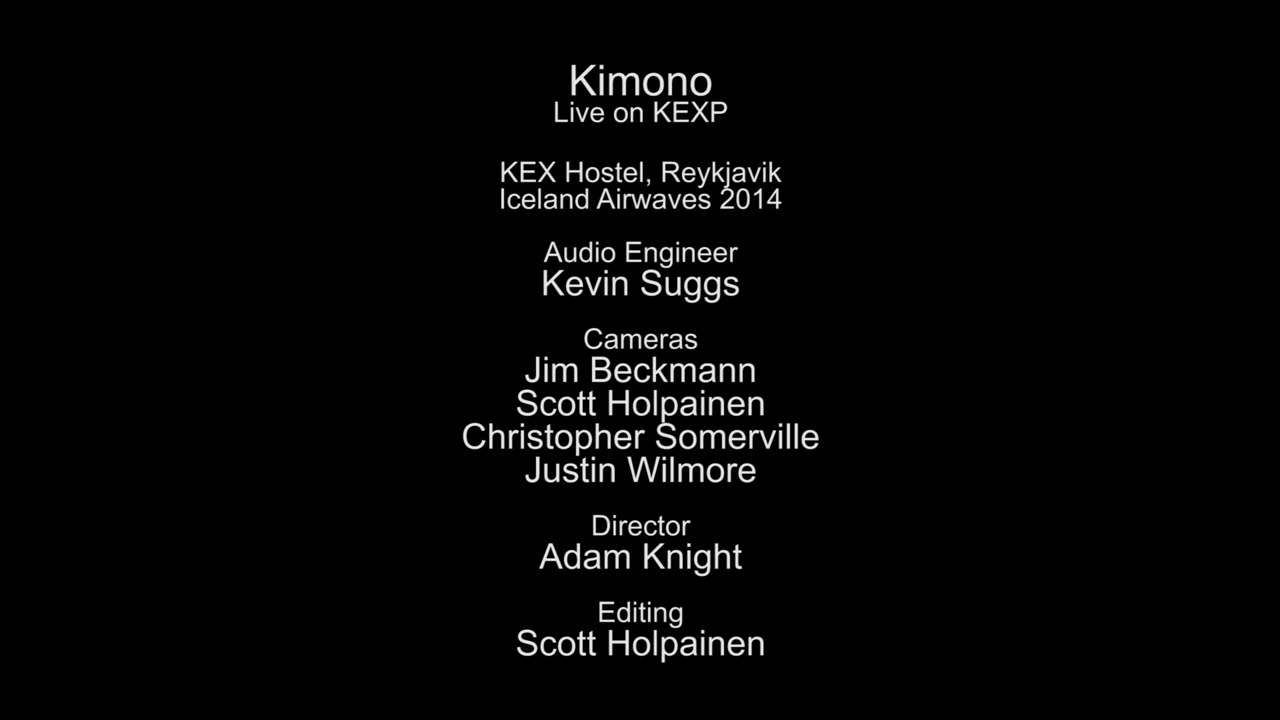 Kimono
Live on KEXP
KEX Hostel, Reykjavik
Iceland Airwaves 2014
Audio Engineer
Kevin Suggs
Cameras
Jim Beckmann
Scott Holpainen
Christopher Somerville
Justin Wilmore
Director
Adam Knight
Editing
Scott Holpainen